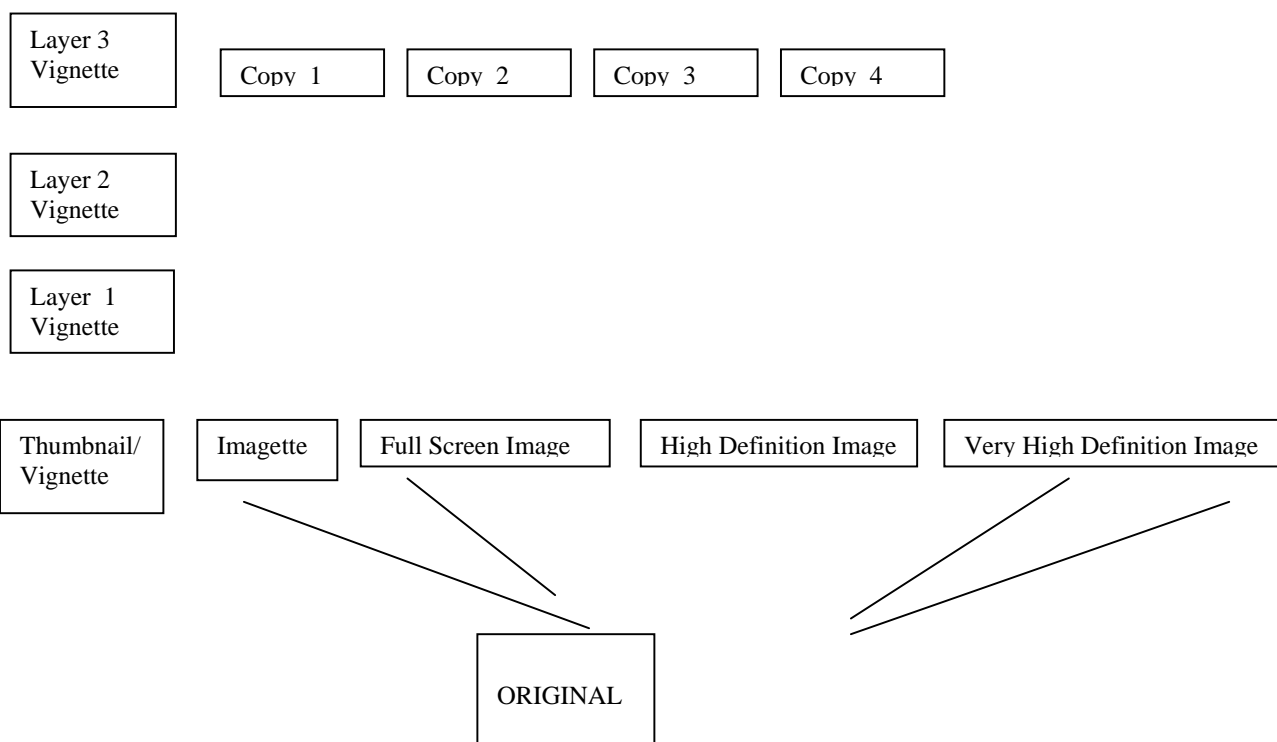 Layer 3
Vignette
Copy 1
Copy 2
Copy 3
Copy 4
Layer 2
Vignette
Layer 1
Vignette
Thumbnail/
Vignette
Imagette
Full Screen Image
High Definition Image
Very High Definition Image
ORIGINAL